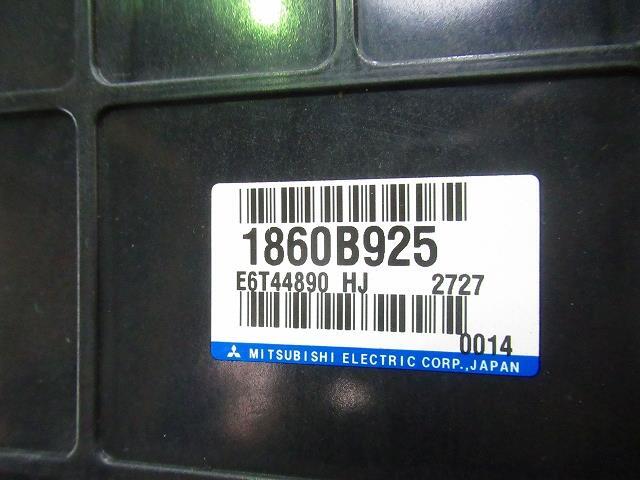 1860B925
E6T44890 HJ 2727
0014
MITSUBISHI ELECTRIC CORP.,JAPAN